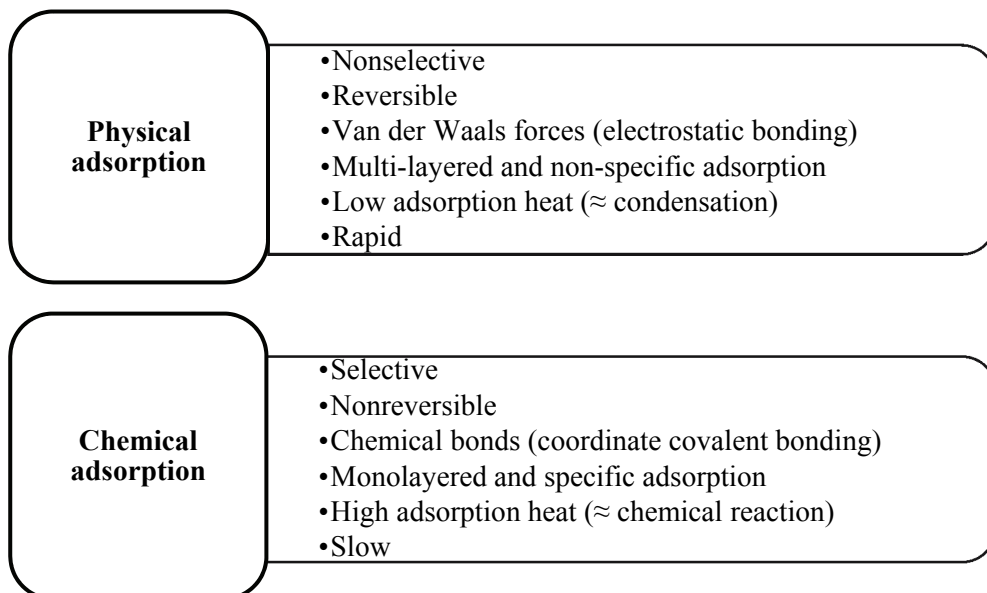 Physical
adsorption
•Nonselective
•Reversible
•Van der Waals forces (electrostatic bonding)
•Multi-layered and non-specific adsorption
•Low adsorption heat (≈ condensation)
•Rapid
Chemical
adsorption
•Selective
•Nonreversible
•Chemical bonds (coordinate covalent bonding)
•Monolayered and specific adsorption
•High adsorption heat (≈ chemical reaction)
•Slow